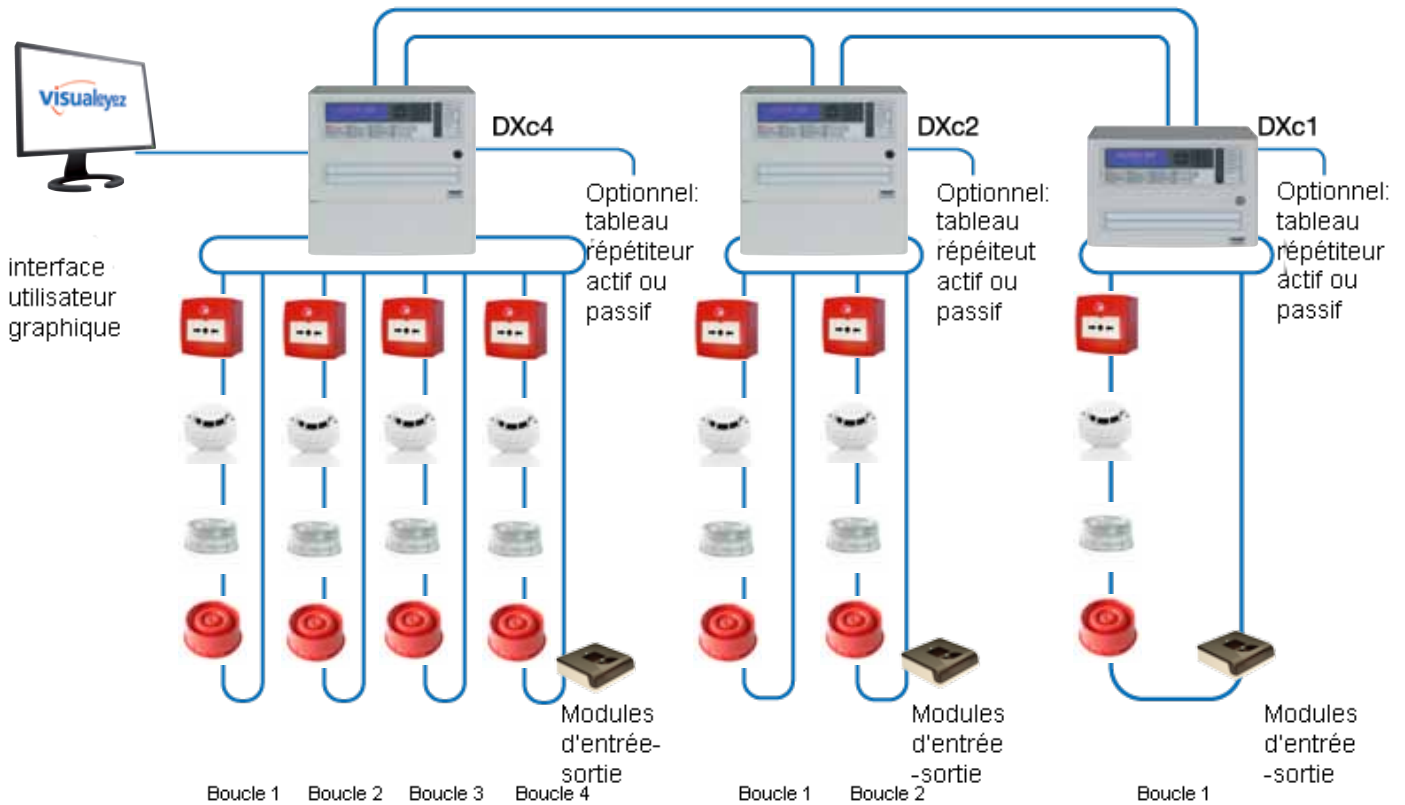 visualeyez
DXc4
DXc2
DXc1
interface
utilisateur
graphique
Optionnel:
tableau
répétiteur
actif ou
passif
Optionnel:
tableau
répéiteut
actif ou
passif
Optionnel:
tableau
répétiteur
actif ou
passif
Modules
d'entrée-
sortie
Modules
d'entrée
-sortie
Modules
d'entrée
-sortie
Boucle 1
Boucle 2
Boucle 3
Boucle 4
Boucle 1
Boucle 2
Boucle 1